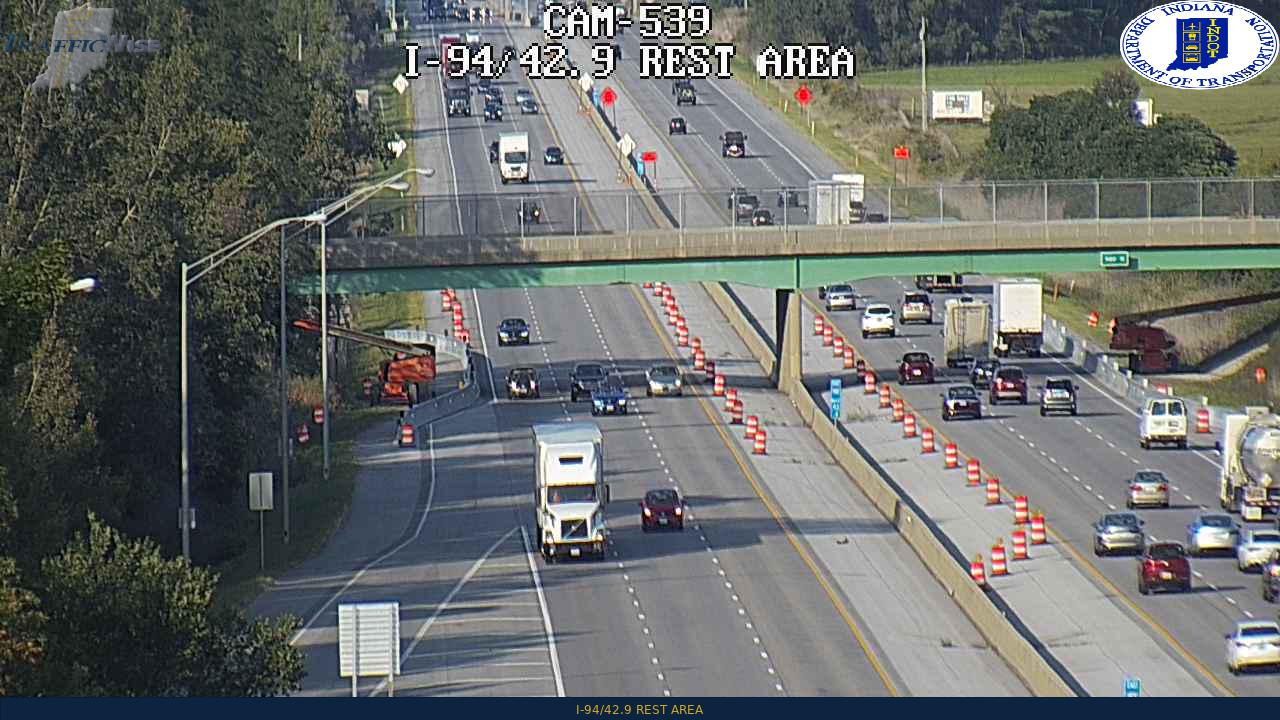 CAM-539
I-94/42.9 REST AREA
TRAFFICWISE
INDIANA
DEPARTMENT OF TRANSPORTATION
INDOT
I-94/42.9 REST AREA